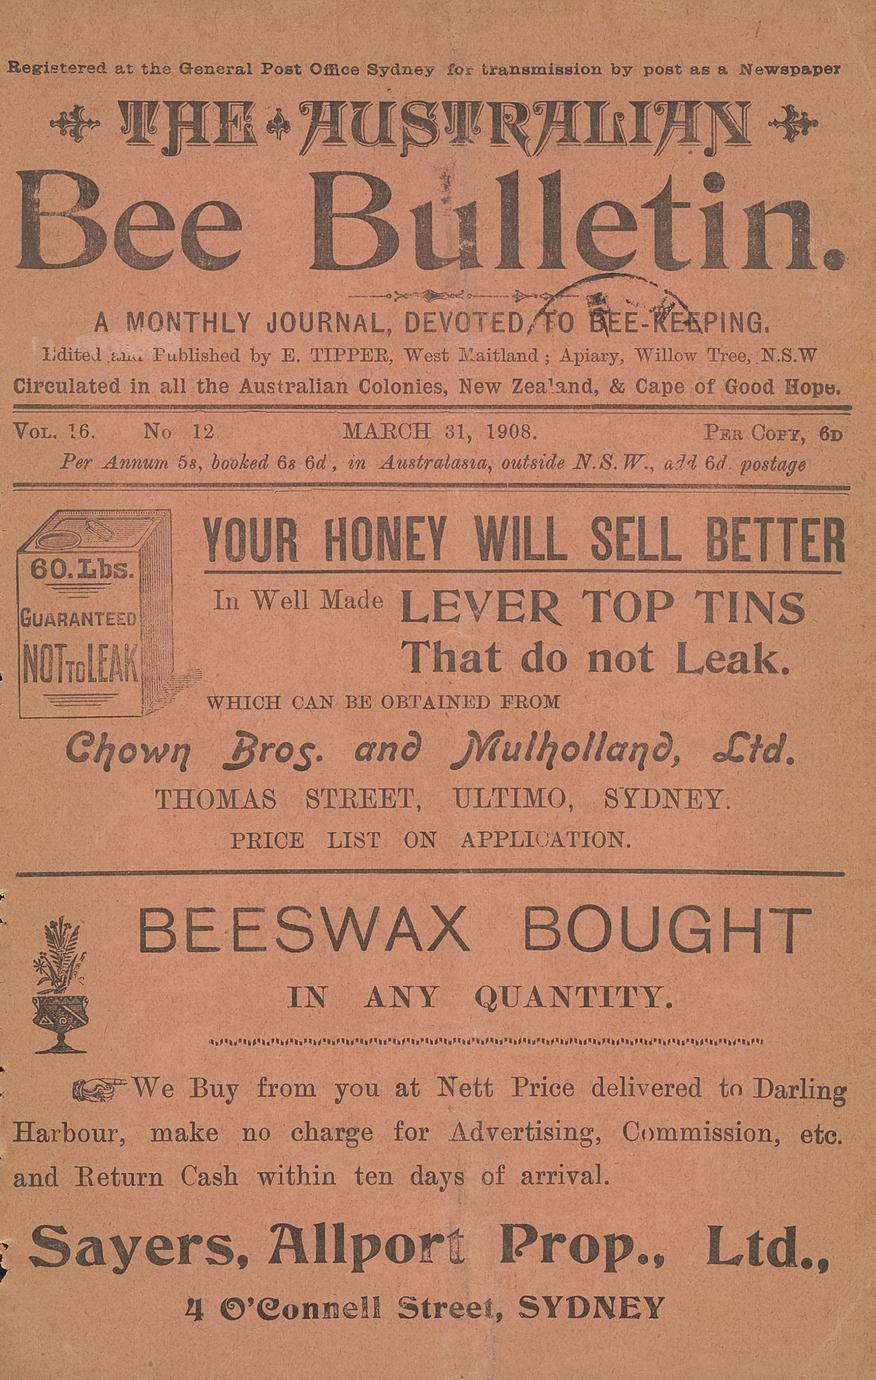 Registered at the General Post Office Sydney for transmission by post as a Newspaper
THE AUSTRALIAN
Bee Bulletin.
A MONTHLY JOURNAL, DEVOTED TO BEE-KEEPING.
Edited and Published by E. TIPPER, West Maitland; Apiary, Willow Tree, N.S.W
Circulated in all the Australian Colonies, New Zealand, & Cape of Good Hope.
VOL. 16. No 12 MARCH 31, 1908. PER COPY, 6D
Per Annum 5s, booked 6s 6d, in Australasia, outside N.S.W., add 6d. postage
60.Lbs.
GUARANTEED
NOT TO LEAK
YOUR HONEY WILL SELL BETTER
In Well Made LEVER TOP TINS
That do not Leak.
WHICH CAN BE OBTAINED FROM
Chown Bros. and Mulholland, Ltd.
THOMAS STREET, ULTIMO, SYDNEY.
PRICE LIST ON APPLICATION.
BEESWAX BOUGHT
IN ANY QUANTITY.
We Buy from you at Nett Price delivered to Darling
Harbour, make no charge for Advertising, Commission, etc.
and Return Cash within ten days of arrival.
Sayers, Allport Prop., Ltd.,
4 O'Connell Street, SYDNEY